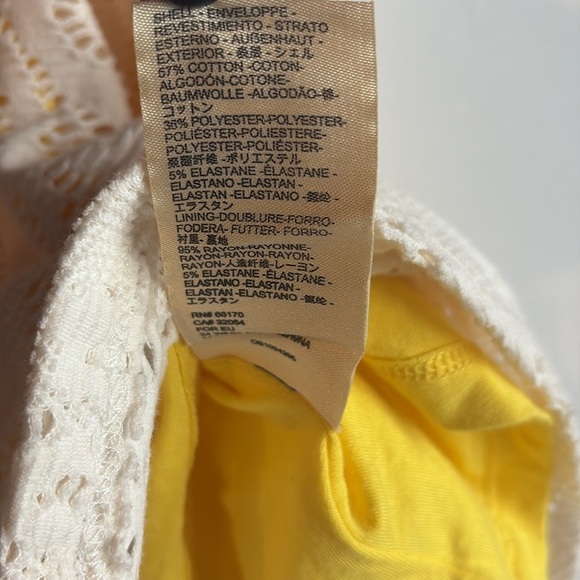 SHELL - ENVELOPPE -
REVESTIMIENTO - STRATO
ESTERNO - AUßENHAUT -
EXTERIOR - 表層 - シェル
57% COTTON -COTON-
ALGODÓN-COTONE-
BAUMWOLLE -ALGODÃO-棉-
コットン
35% POLYESTER-POLYESTER-
POLIÉSTER-POLIESTERE-
POLYESTER-POLIÉSTER-
聚酯纤维 -ポリエステル
5% ELASTANE -ÉLASTANE-
ELASTANO -ELASTAN-
ELASTAN -ELASTANO -氨纶-
エラスタン
LINING-DOUBLURE-FORRO-
FODERA -FUTTER- FORRO-
衬里- 裏地
95% RAYON-RAYONNE-
RAYON-RAYON-RAYON-
RAYON-人造纤维-レーヨン
5% ELASTANE -ÉLASTANE-
ELASTANO -ELASTAN-
ELASTAN -ELASTANO -氨纶-
エラスタン
RN# 66170
CA# 32054
FOR EU